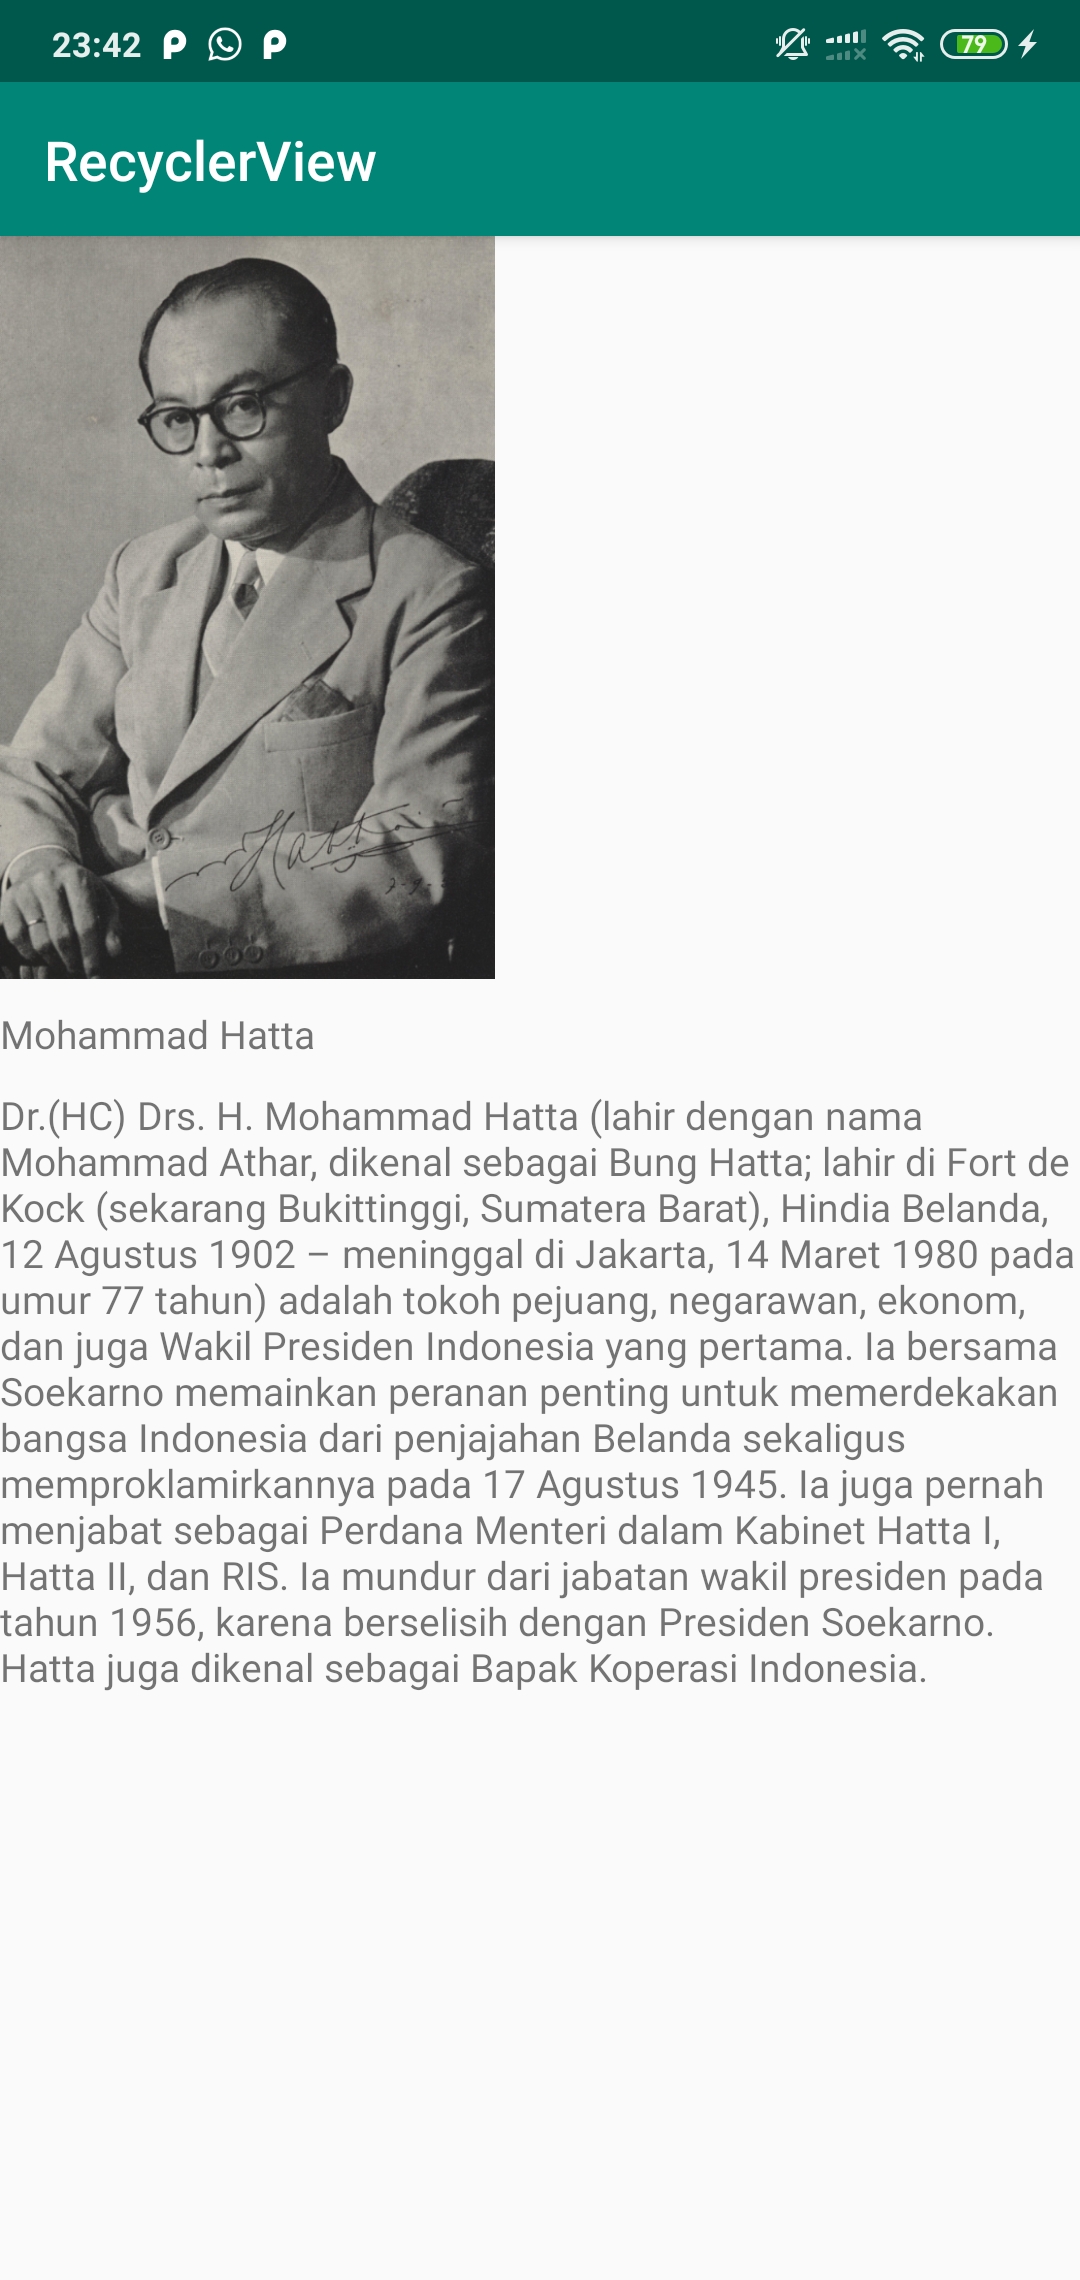 23:42
79
RecyclerView
Hatta
Mohammad Hatta
Dr.(HC) Drs. H. Mohammad Hatta (lahir dengan nama
Mohammad Athar, dikenal sebagai Bung Hatta; lahir di Fort de
Kock (sekarang Bukittinggi, Sumatera Barat), Hindia Belanda,
12 Agustus 1902 – meninggal di Jakarta, 14 Maret 1980 pada
umur 77 tahun) adalah tokoh pejuang, negarawan, ekonom,
dan juga Wakil Presiden Indonesia yang pertama. Ia bersama
Soekarno memainkan peranan penting untuk memerdekakan
bangsa Indonesia dari penjajahan Belanda sekaligus
memproklamirkannya pada 17 Agustus 1945. Ia juga pernah
menjabat sebagai Perdana Menteri dalam Kabinet Hatta I,
Hatta II, dan RIS. Ia mundur dari jabatan wakil presiden pada
tahun 1956, karena berselisih dengan Presiden Soekarno.
Hatta juga dikenal sebagai Bapak Koperasi Indonesia.